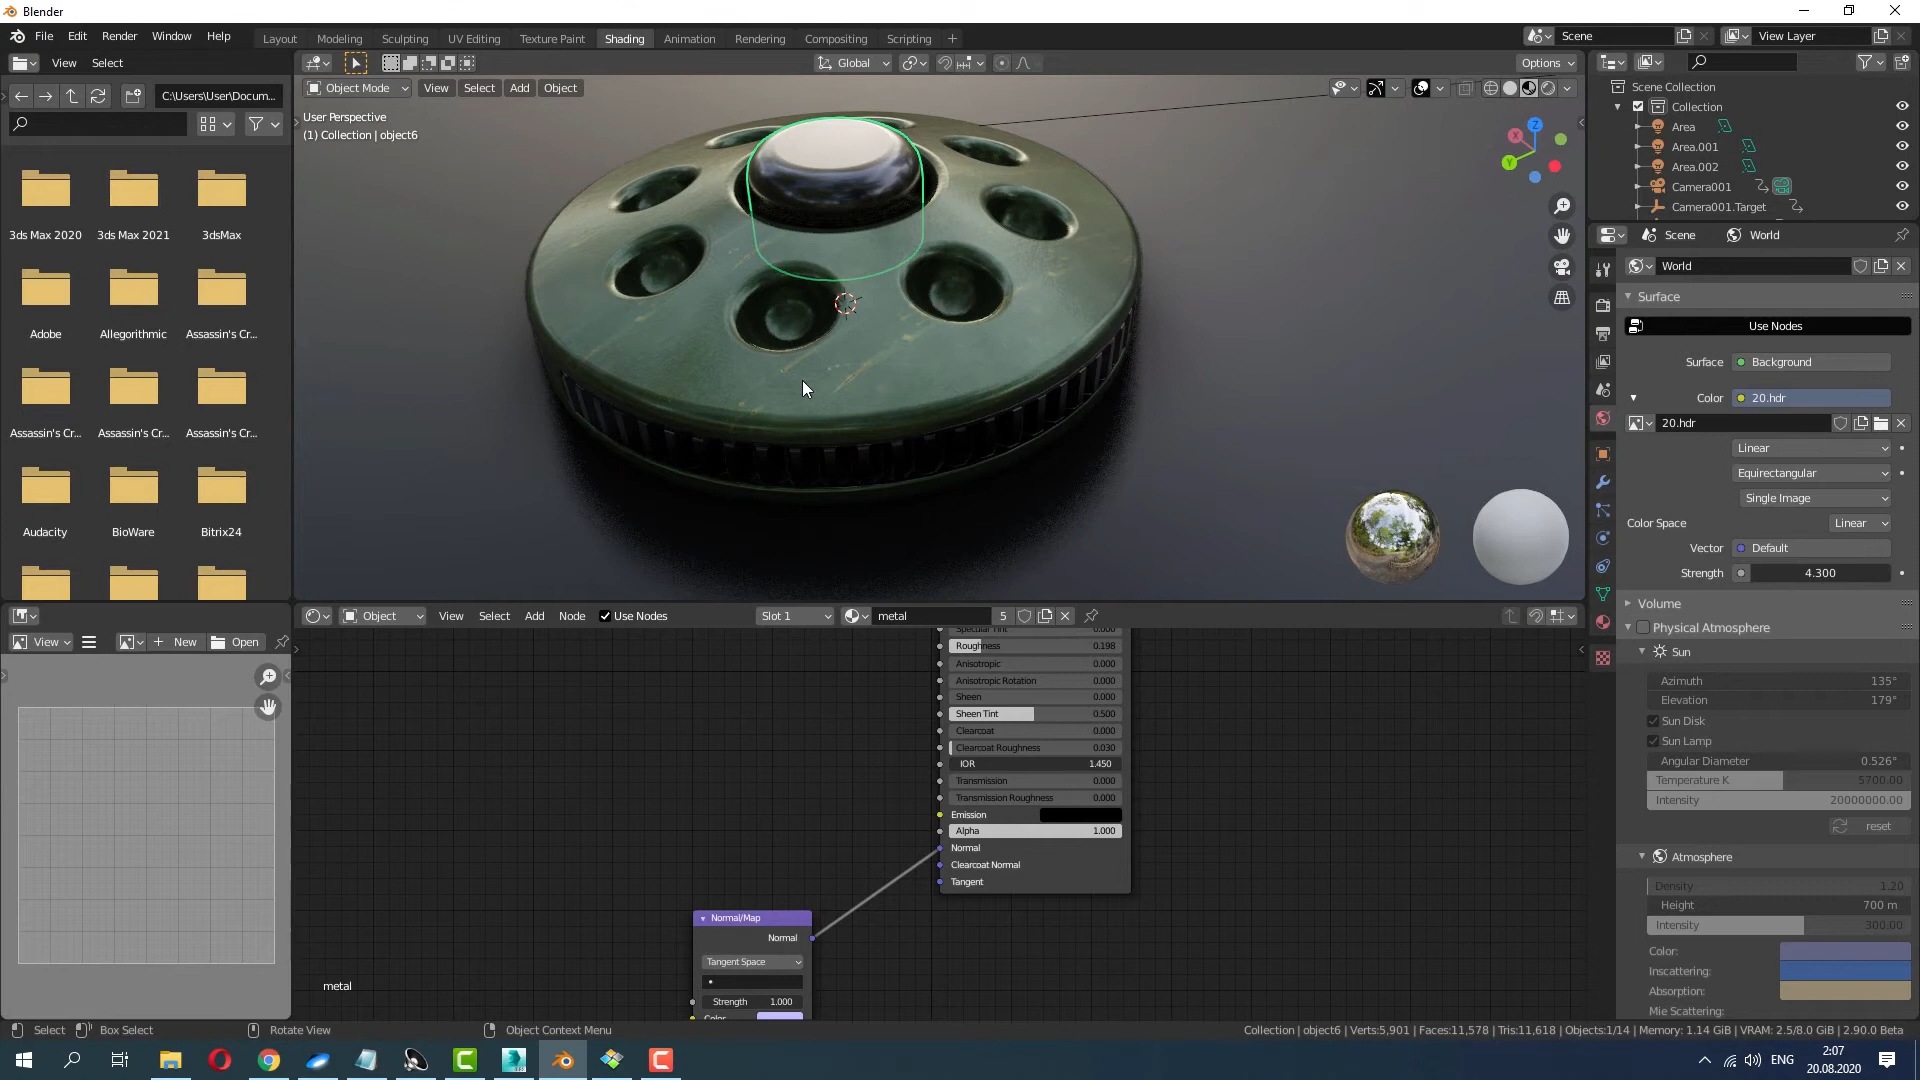 Blender
File Edit Render Window Help
Layout Modeling Sculpting UV Editing Texture Paint Shading Animation Rendering Compositing Scripting +
Scene
View Layer
View Select
Global
Options
C:\Users\User\Docum...
Object Mode View Select Add Object
User Perspective
(1) Collection | object6
3ds Max 2020 3ds Max 2021 3dsMax
Adobe Allegorithmic Assassin's Cr...
Assassin's Cr... Assassin's Cr... Assassin's Cr...
Audacity BioWare Bitrix24
X
Y
Z
Scene Collection
Collection
Area
Area.001
Area.002
Camera001
Camera001.Target
Scene World
World
Surface
Use Nodes
Surface Background
Color 20.hdr
20.hdr
Linear
Equirectangular
Single Image
Color Space Linear
Vector Default
Strength 4.300
Volume
Physical Atmosphere
Sun
Azimuth 135°
Elevation 179°
Sun Disk
Sun Lamp
Angular Diameter 0.526°
Temperature K 5700.00
Intensity 20000000.00
reset
Atmosphere
Density 1.20
Height 700 m
Intensity 300.00
Color:
Inscattering:
Absorption:
Mie Scattering:
View New Open
Object View Select Add Node Use Nodes Slot 1 metal 5
Specular Tint 0.000
Roughness 0.198
Anisotropic 0.000
Anisotropic Rotation 0.000
Sheen 0.000
Sheen Tint 0.500
Clearcoat 0.000
Clearcoat Roughness 0.030
IOR 1.450
Transmission 0.000
Transmission Roughness 0.000
Emission
Alpha 1.000
Normal
Clearcoat Normal
Tangent
Normal/Map
Normal
Tangent Space
Strength 1.000
Color
metal
Select Box Select Rotate View Object Context Menu
Collection | object6 | Verts:5,901 | Faces:11,578 | Tris:11,618 | Objects:1/14 | Memory: 1.14 GiB | VRAM: 2.5/8.0 GiB | 2.90.0 Beta
ENG
2:07
20.08.2020